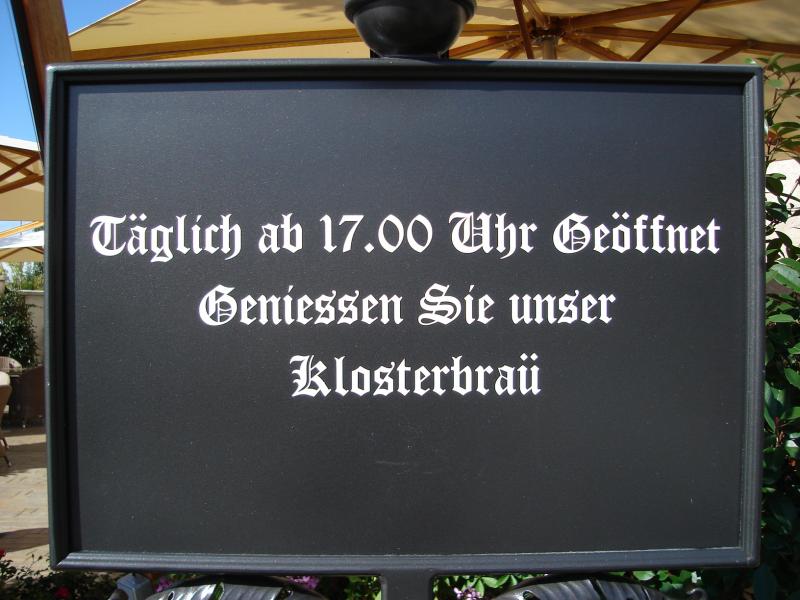 Täglich ab 17.00 Uhr Geöffnet
Geniessen Sie unser
Klosterbraü